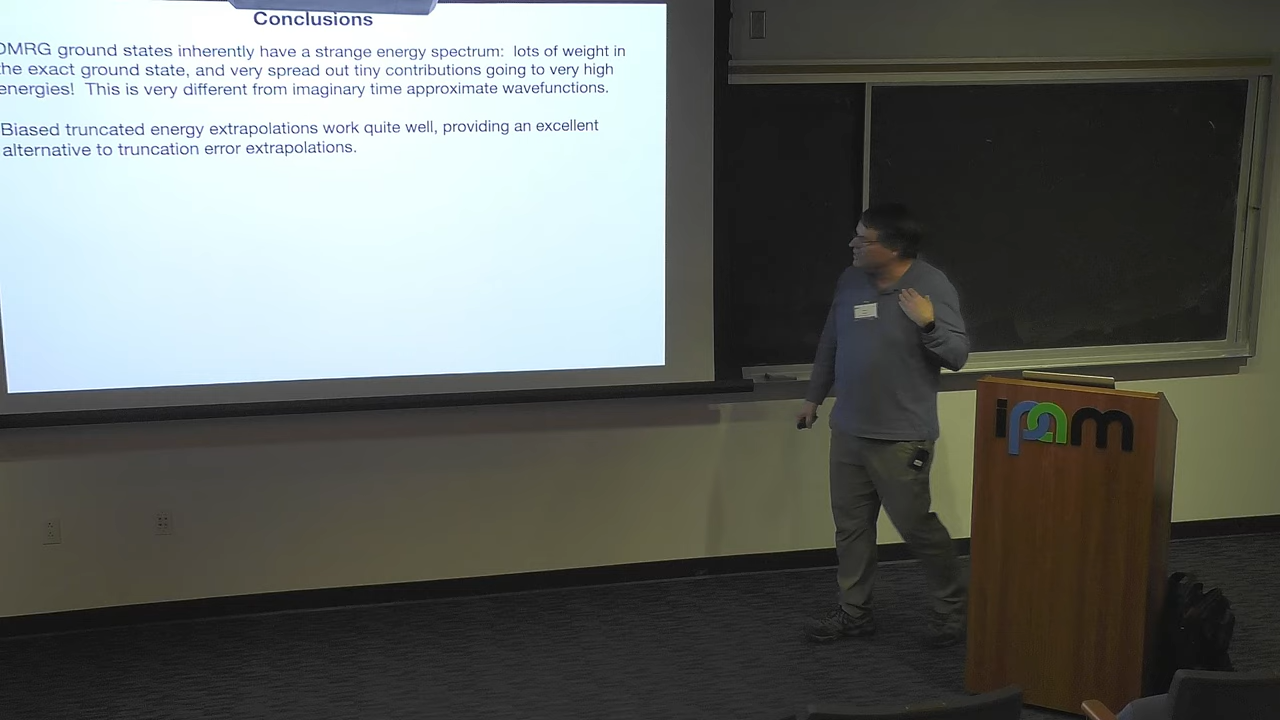 Conclusions
DMRG ground states inherently have a strange energy spectrum: lots of weight in
the exact ground state, and very spread out tiny contributions going to very high
energies! This is very different from imaginary time approximate wavefunctions.
Biased truncated energy extrapolations work quite well, providing an excellent
alternative to truncation error extrapolations.
ipam